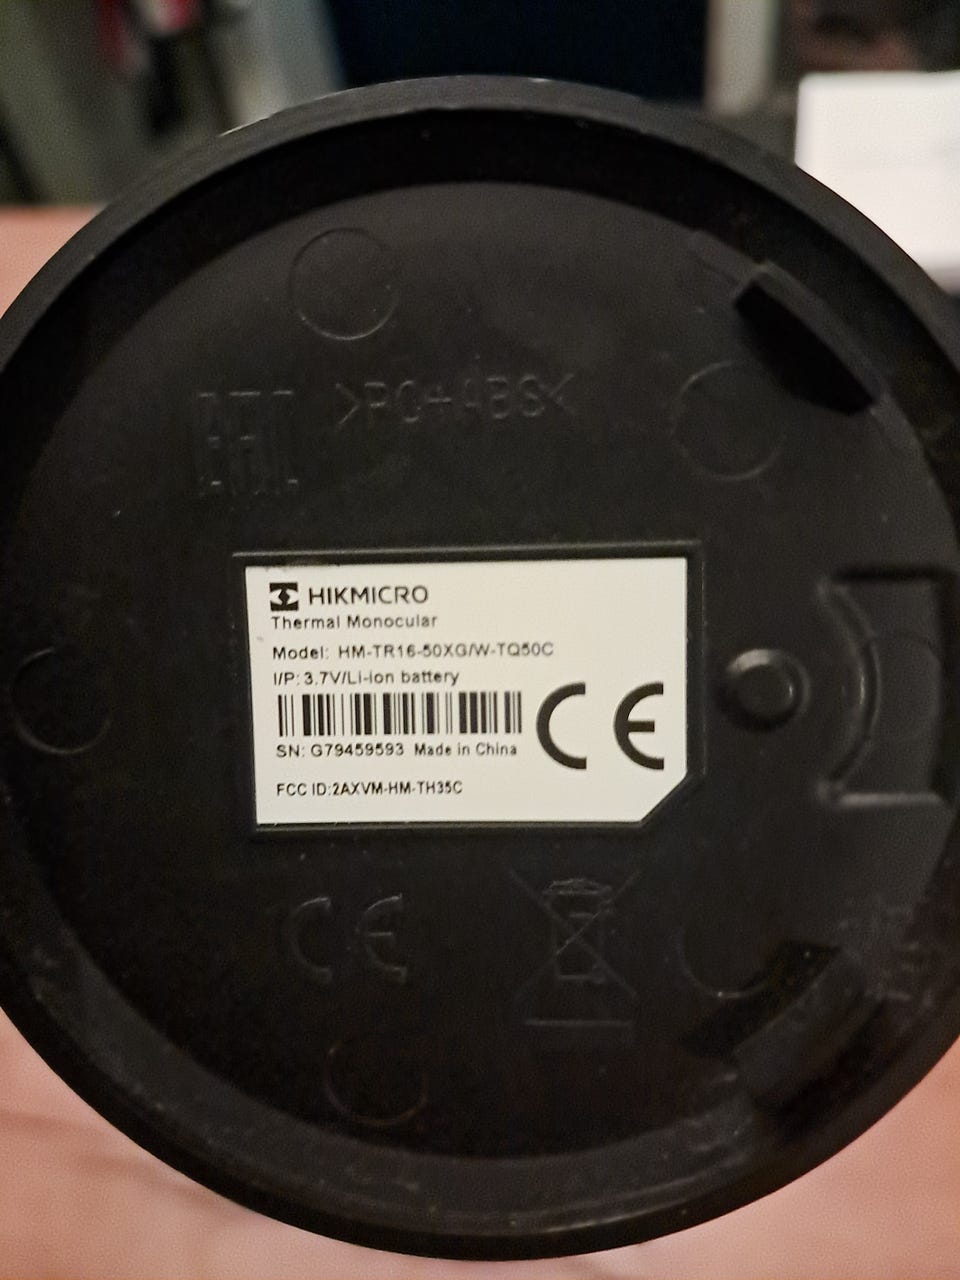 >PC+ABS<
EAC
HIKMICRO
Thermal Monocular
Model: HM-TR16-50XG/W-TQ50C
I/P: 3.7V/Li-ion battery
SN: G79459593 Made in China
CE
FCC ID:2AXVM-HM-TH35C
CE